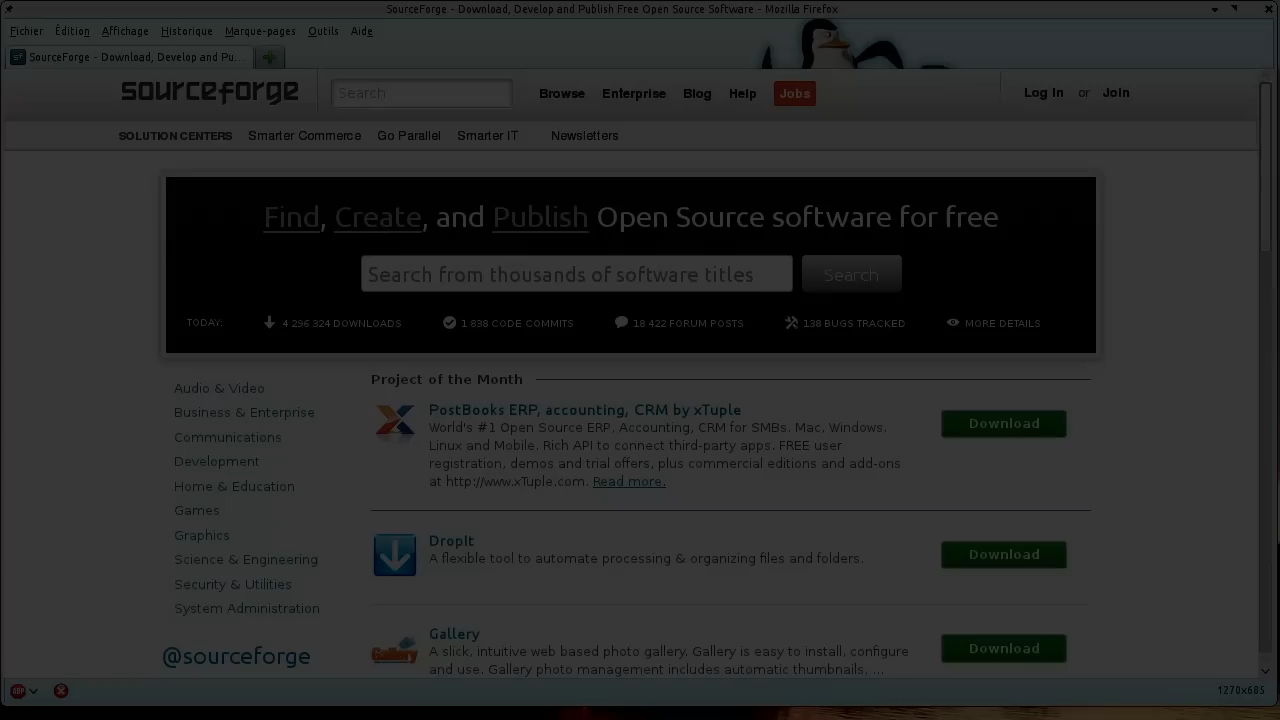 SourceForge - Download, Develop and Publish Free Open Source Software - Mozilla Firefox
Fichier Édition Affichage Historique Marque-pages Outils Aide
SourceForge - Download, Develop and Pu...
sourceforge Search Browse Enterprise Blog Help Jobs Log In or Join
SOLUTION CENTERS Smarter Commerce Go Parallel Smarter IT Newsletters
Find, Create, and Publish Open Source software for free
Search from thousands of software titles Search
TODAY: 4 296 324 DOWNLOADS 1 838 CODE COMMITS 18 422 FORUM POSTS 138 BUGS TRACKED MORE DETAILS
Audio & Video
Business & Enterprise
Communications
Development
Home & Education
Games
Graphics
Science & Engineering
Security & Utilities
System Administration
@sourceforge
Project of the Month
PostBooks ERP, accounting, CRM by xTuple
World's #1 Open Source ERP, Accounting, CRM for SMBs. Mac, Windows,
Linux and Mobile. Rich API to connect third-party apps. FREE user
registration, demos and trial offers, plus commercial editions and add-ons
at http://www.xTuple.com. Read more.
Download
DropIt
A flexible tool to automate processing & organizing files and folders.
Download
Gallery
A slick, intuitive web based photo gallery. Gallery is easy to install, configure
and use. Gallery photo management includes automatic thumbnails. ...
Download
ABP
1270x685